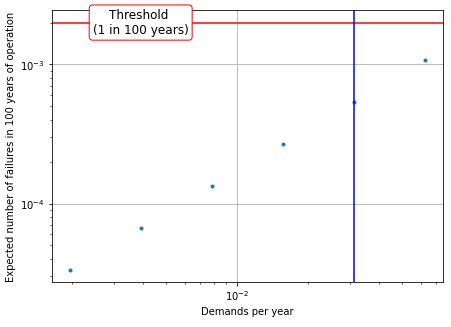 Threshold
(1 in 100 years)
Expected number of failures in 100 years of operation
10⁻³
10⁻⁴
10⁻²
Demands per year